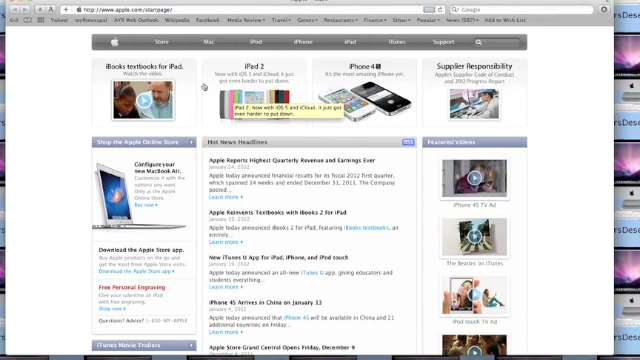 http://www.apple.com/startpage/
Google
AYR Web Outlets
Wikipedia
Facebook
Media Review
Travel
Google
Restaurants
Finance
Other
Popular
News
Add to Wish List
Store
Mac
iPod
iPhone
iPad
iTunes
Support
iBooks textbooks for iPad.
Watch the video.
iPad 2
Now with iOS 5 and iCloud, it just
got even harder to put down.
iPad 2. Now with iOS 5 and iCloud, it just got
even harder to put down.
iPhone 4S
It's the most amazing iPhone yet.
Supplier Responsibility
Apple's Supplier Code of Conduct
and 2012 Progress Report
Shop the Apple Online Store
Configure your
new MacBook Air.
Customize it with the
options you want.
Only at the Apple
Online Store.
Buy now
Download the Apple Store app.
Buy Apple products on the go and
get the most from Apple Store visits.
Download the Apple Store app
Free Personal Engraving
Give your valentine an iPad
with free engraving.
Shop now
Questions? Advice? 1-800-MY-APPLE
iTunes Movie Trailers
Hot News Headlines
RSS
Apple Reports Highest Quarterly Revenue and Earnings Ever
January 24, 2012
Apple today announced financial results for its fiscal 2012 first quarter,
which spanned 14 weeks and ended December 31, 2011. The Company
posted...
Learn more
Apple Reinvents Textbooks with iBooks 2 for iPad
January 19, 2012
Apple today announced iBooks 2 for iPad, featuring iBooks textbooks, an
entirely...
Learn more
New iTunes U App for iPad, iPhone, and iPod touch
January 19, 2012
Apple today announced an all-new iTunes U app, giving educators and
students everything...
Learn more
iPhone 4S Arrives in China on January 13
January 4, 2012
Apple today announced that iPhone 4S will be available in China and 21
additional countries on Friday...
Learn more
Apple Store Grand Central Opens Friday, December 9
Featured Videos
iPhone 4S TV Ad
The Beatles on iTunes
iPod touch TV Ad
rsDese